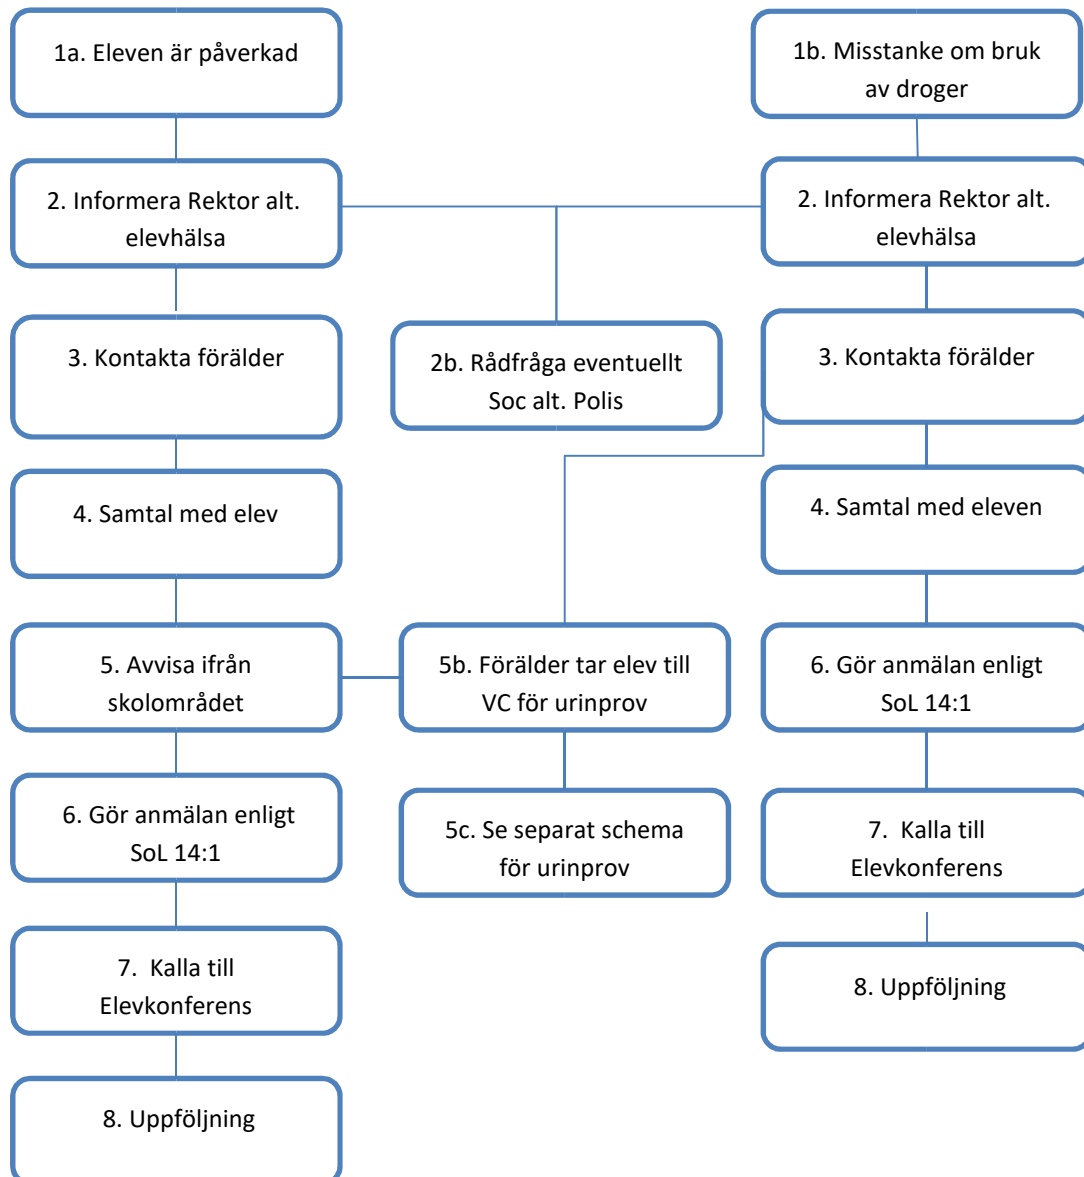 1a. Eleven är påverkad
1b. Misstanke om bruk
av droger
2. Informera Rektor alt.
elevhälsa
2. Informera Rektor alt.
elevhälsa
3. Kontakta förälder
2b. Rådfråga eventuellt
Soc alt. Polis
3. Kontakta förälder
4. Samtal med elev
4. Samtal med eleven
5. Avvisa ifrån
skolområdet
5b. Förälder tar elev till
VC för urinprov
6. Gör anmälan enligt
SoL 14:1
6. Gör anmälan enligt
SoL 14:1
5c. Se separat schema
för urinprov
7. Kalla till
Elevkonferens
7. Kalla till
Elevkonferens
8. Uppföljning
8. Uppföljning